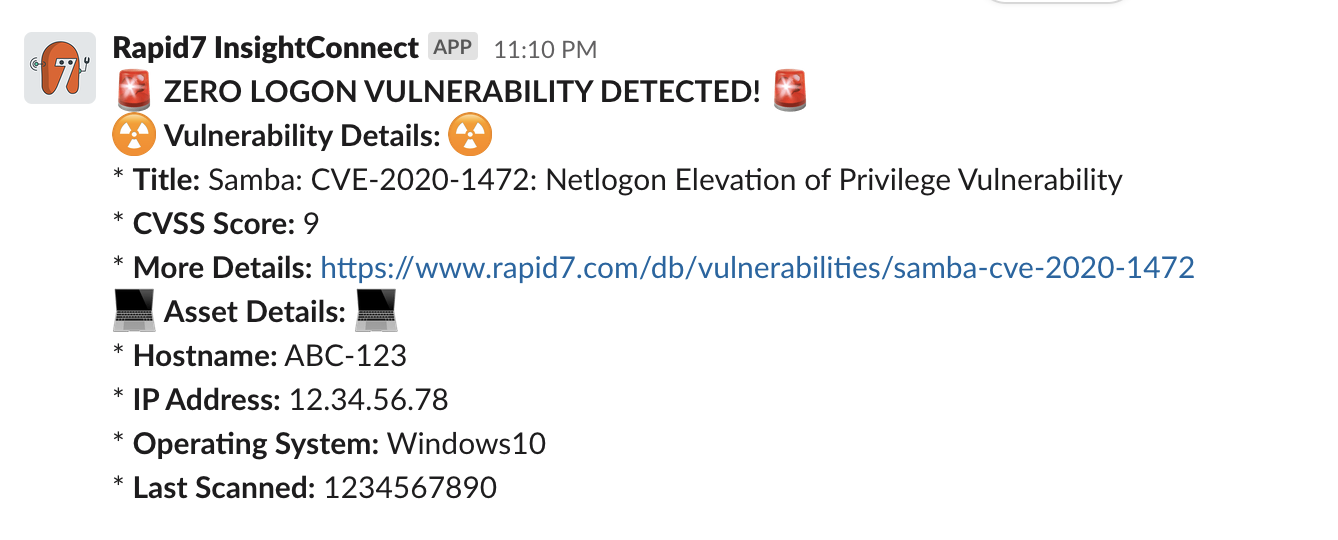 Rapid7 InsightConnect APP 11:10 PM
ZERO LOGON VULNERABILITY DETECTED!
Vulnerability Details:
* Title: Samba: CVE-2020-1472: Netlogon Elevation of Privilege Vulnerability
* CVSS Score: 9
* More Details: https://www.rapid7.com/db/vulnerabilities/samba-cve-2020-1472
Asset Details:
* Hostname: ABC-123
* IP Address: 12.34.56.78
* Operating System: Windows10
* Last Scanned: 1234567890